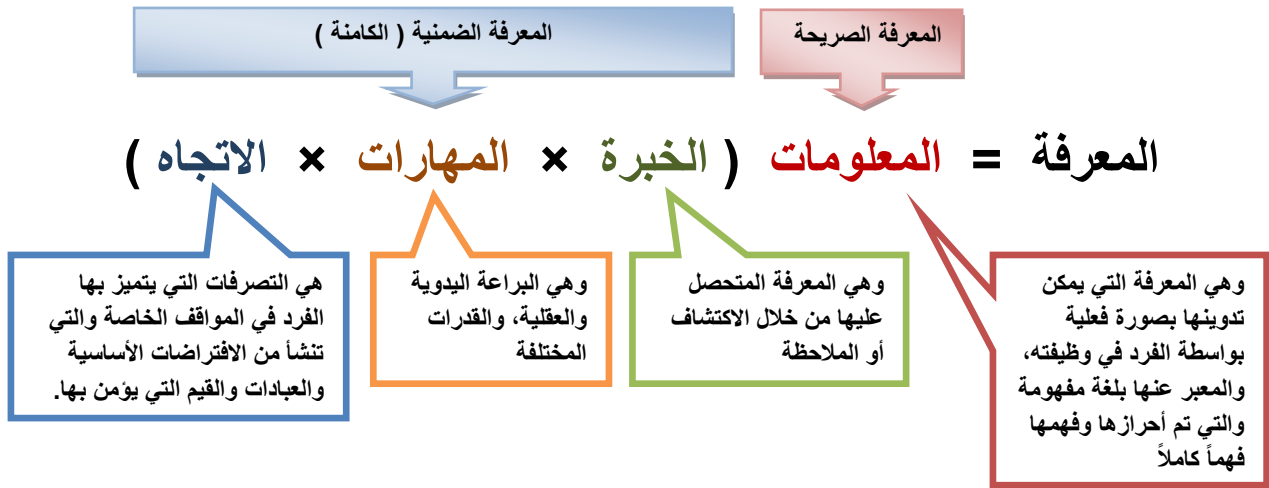 المعرفة الصريحة
المعرفة الضمنية ( الكامنة )
المعرفة = المعلومات ( الخبرة × المهارات × الاتجاه )
وهي المعرفة التي يمكن
تدوينها بصورة فعلية
بواسطة الفرد في وظيفته،
والمعبر عنها بلغة مفهومة
والتي تم أحرازها وفهمها
فهماً كاملاً
وهي المعرفة المتحصل
عليها من خلال الاكتشاف
أو الملاحظة
وهي البراعة اليدوية
والعقلية، والقدرات
المختلفة
هي التصرفات التي يتميز بها
الفرد في المواقف الخاصة والتي
تنشأ من الافتراضات الأساسية
والعبادات والقيم التي يؤمن بها.